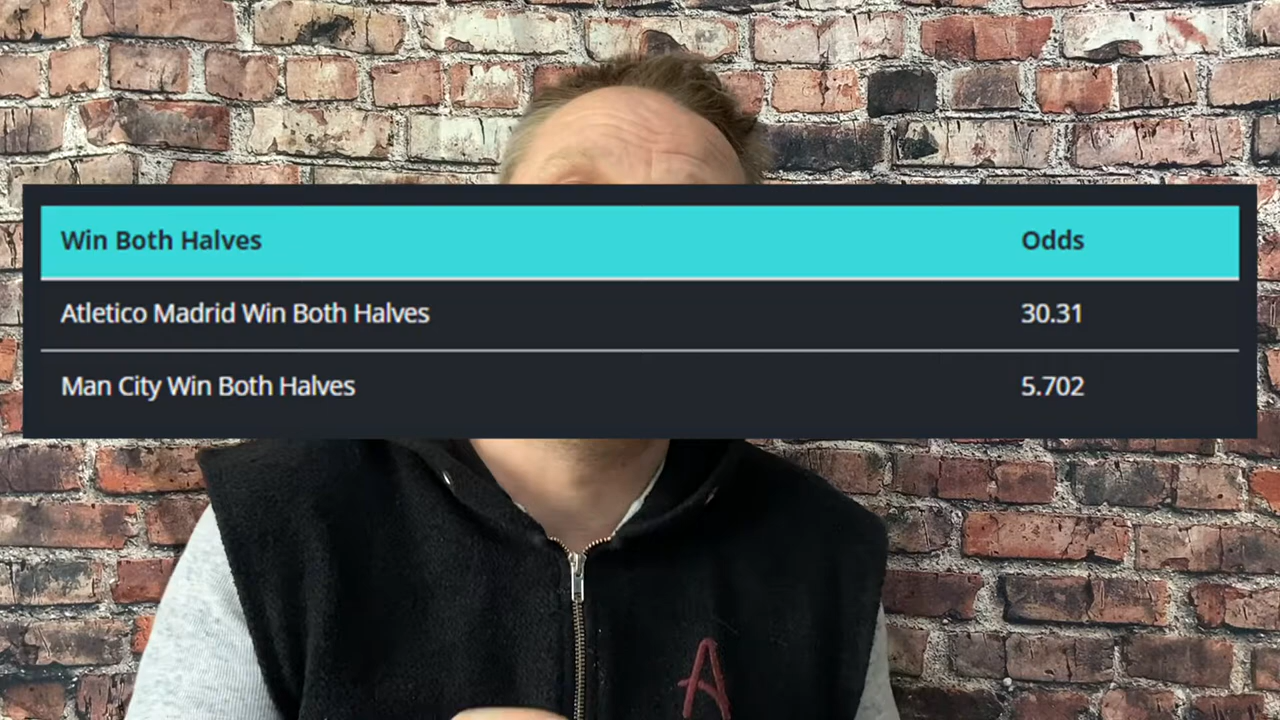 Win Both Halves Odds
Atletico Madrid Win Both Halves 30.31
Man City Win Both Halves 5.702
A